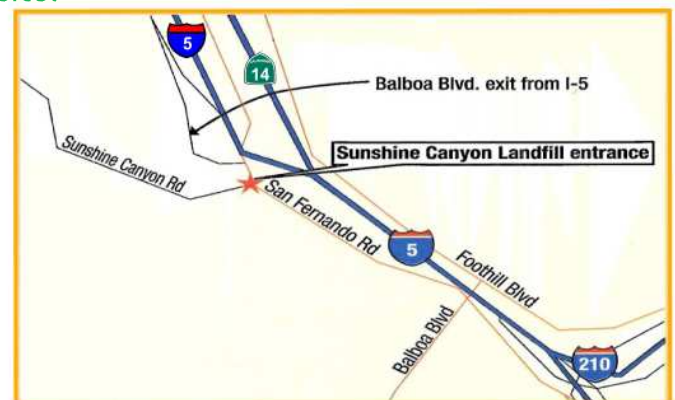 5
14
Balboa Blvd. exit from I-5
Sunshine Canyon Landfill entrance
Sunshine Canyon Rd
San Fernando Rd
5
Foothill Blvd
Balboa Blvd
210